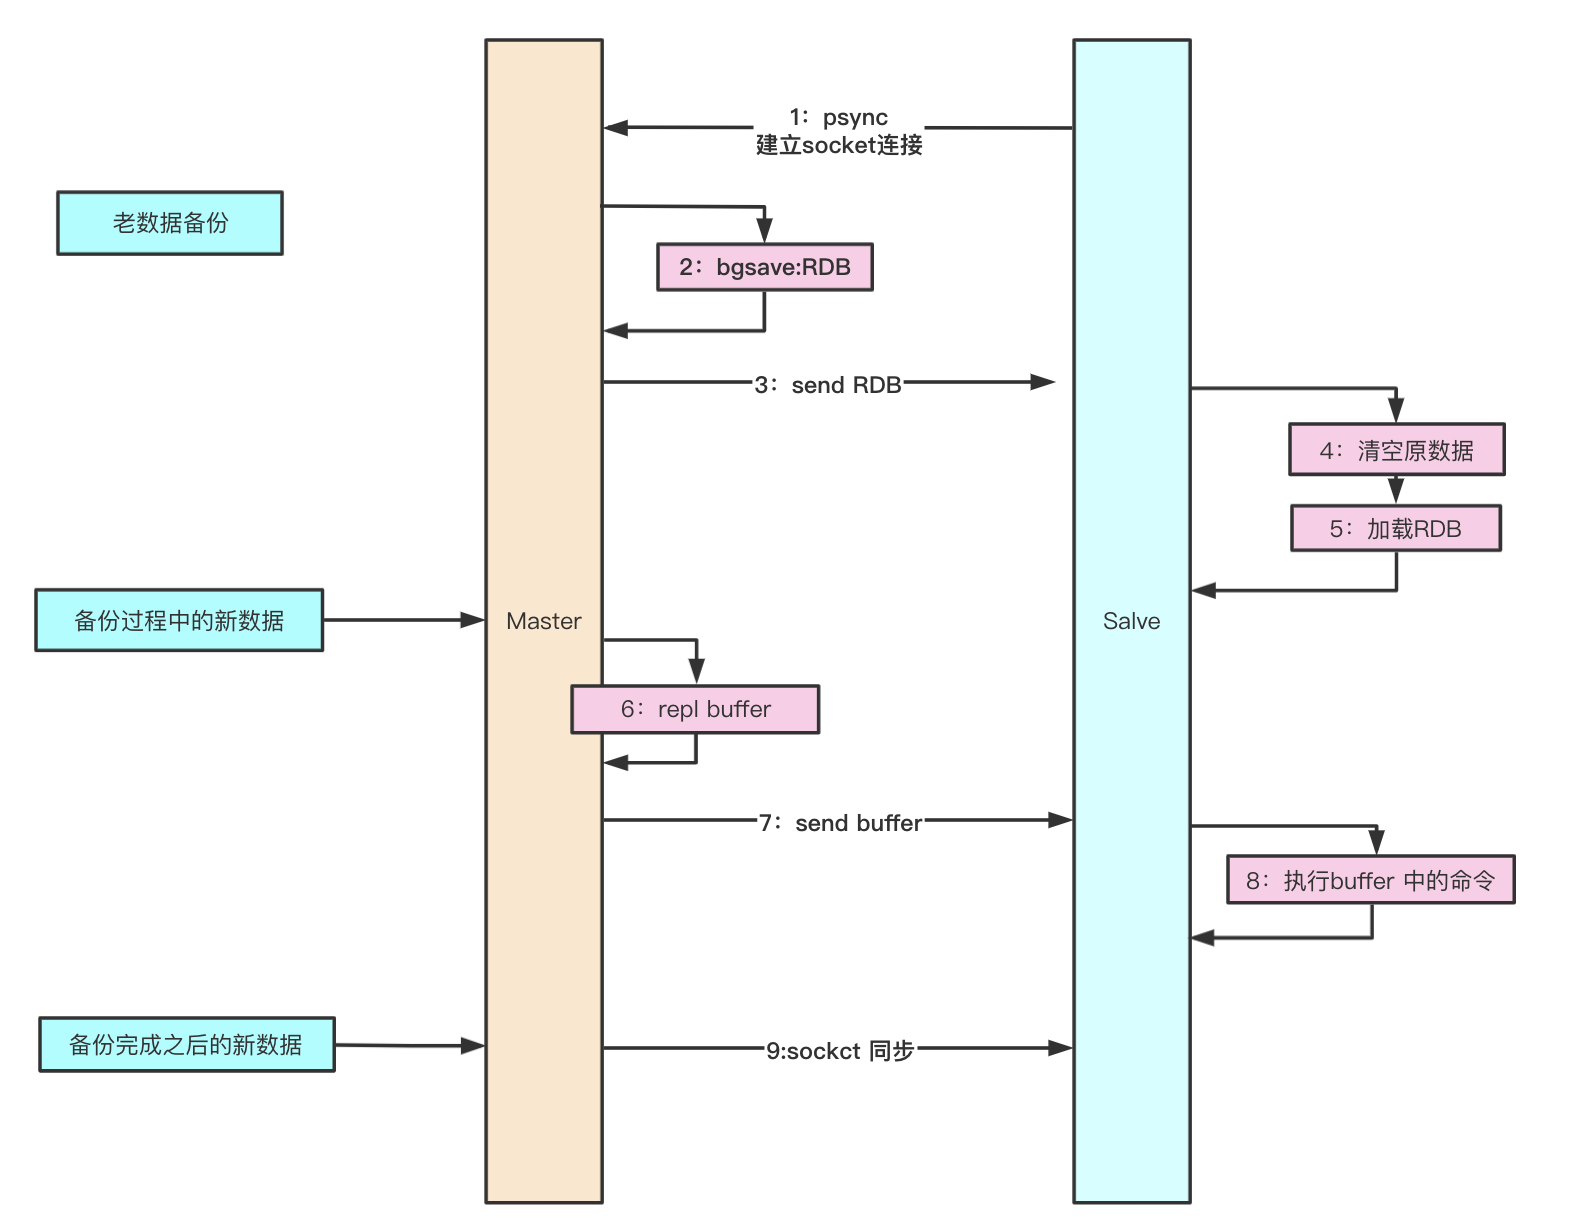 1：psync
建立socket连接
老数据备份
2：bgsave:RDB
3：send RDB
4：清空原数据
5：加载RDB
备份过程中的新数据
Master
Salve
6：repl buffer
7：send buffer
8：执行buffer 中的命令
备份完成之后的新数据
9:sockct 同步